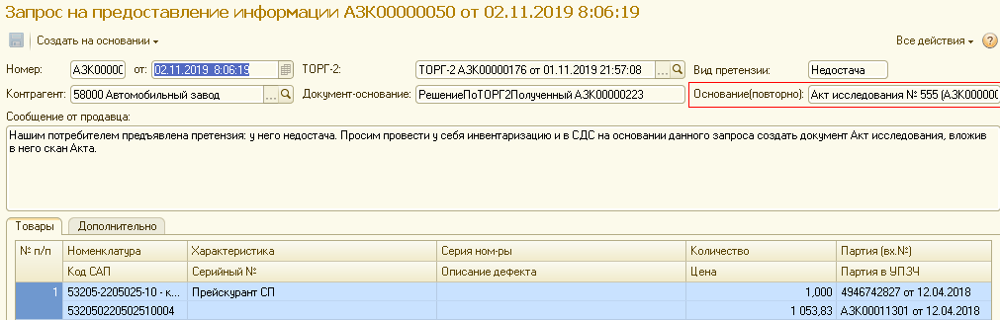 Запрос на предоставление информации АЗК00000050 от 02.11.2019 8:06:19
Создать на основании Все действия ?
Номер: АЗК0000С от: 02.11.2019 8:06:19 ТОРГ-2: ТОРГ-2 АЗК00000176 от 01.11.2019 21:57:08 ... Вид претензии: Недостача
Контрагент: 58000 Автомобильный завод ... Документ-основание: РешениеПоТОРГ2Полученный АЗК00000223 Основание(повторно): Акт исследования № 555 (АЗК000000
Сообщение от продавца:
Нашим потребителем предъявлена претензия: у него недостача. Просим провести у себя инвентаризацию и в СДС на основании данного запроса создать документ Акт исследования, вложив
в него скан Акта.
Товары Дополнительно
№ п/п Номенклатура Характеристика Серия ном-ры Количество Партия (вх.№)
Код САП Серийный № Описание дефекта Цена Партия в УПЗЧ
1 53205-2205025-10 - к... Прейскурант СП 1,000 4946742827 от 12.04.2018
532050220502510004 1 053,83 АЗК00011301 от 12.04.2018